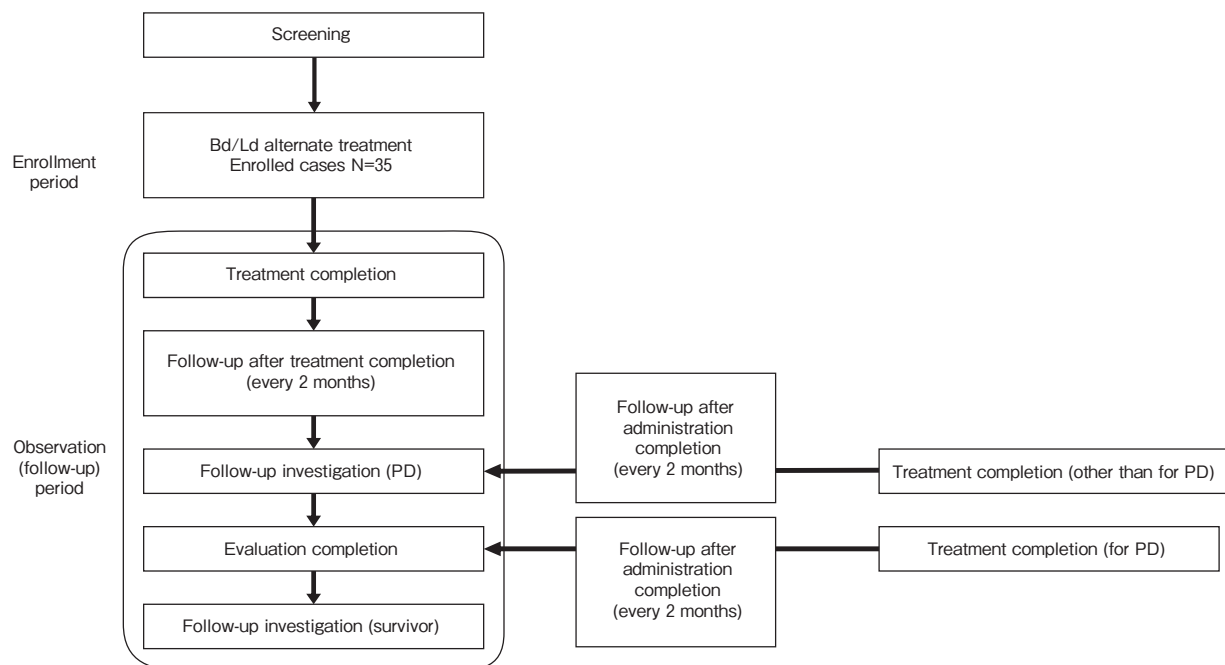 Screening
Enrollment
period
Bd/Ld alternate treatment
Enrolled cases N=35
Treatment completion
Follow-up after treatment completion
(every 2 months)
Observation
(follow-up)
period
Follow-up investigation (PD)
Follow-up after
administration
completion
(every 2 months)
Treatment completion (other than for PD)
Evaluation completion
Follow-up after
administration
completion
(every 2 months)
Treatment completion (for PD)
Follow-up investigation (survivor)